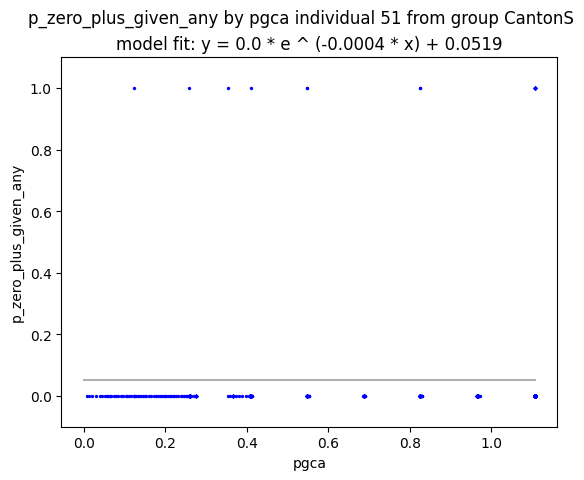 p_zero_plus_given_any by pgca individual 51 from group CantonS
model fit: y = 0.0 * e ^ (-0.0004 * x) + 0.0519
1.0
0.8
0.6
0.4
0.2
0.0
p_zero_plus_given_any
0.0 0.2 0.4 0.6 0.8 1.0
pgca